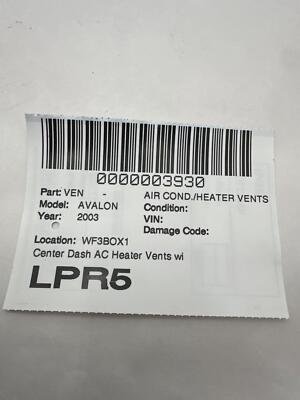 0000003930
Part: VEN - AIR COND./HEATER VENTS
Model: AVALON Condition:
Year: 2003 VIN:
Damage Code:
Location: WF3BOX1
Center Dash AC Heater Vents wi
LPR5